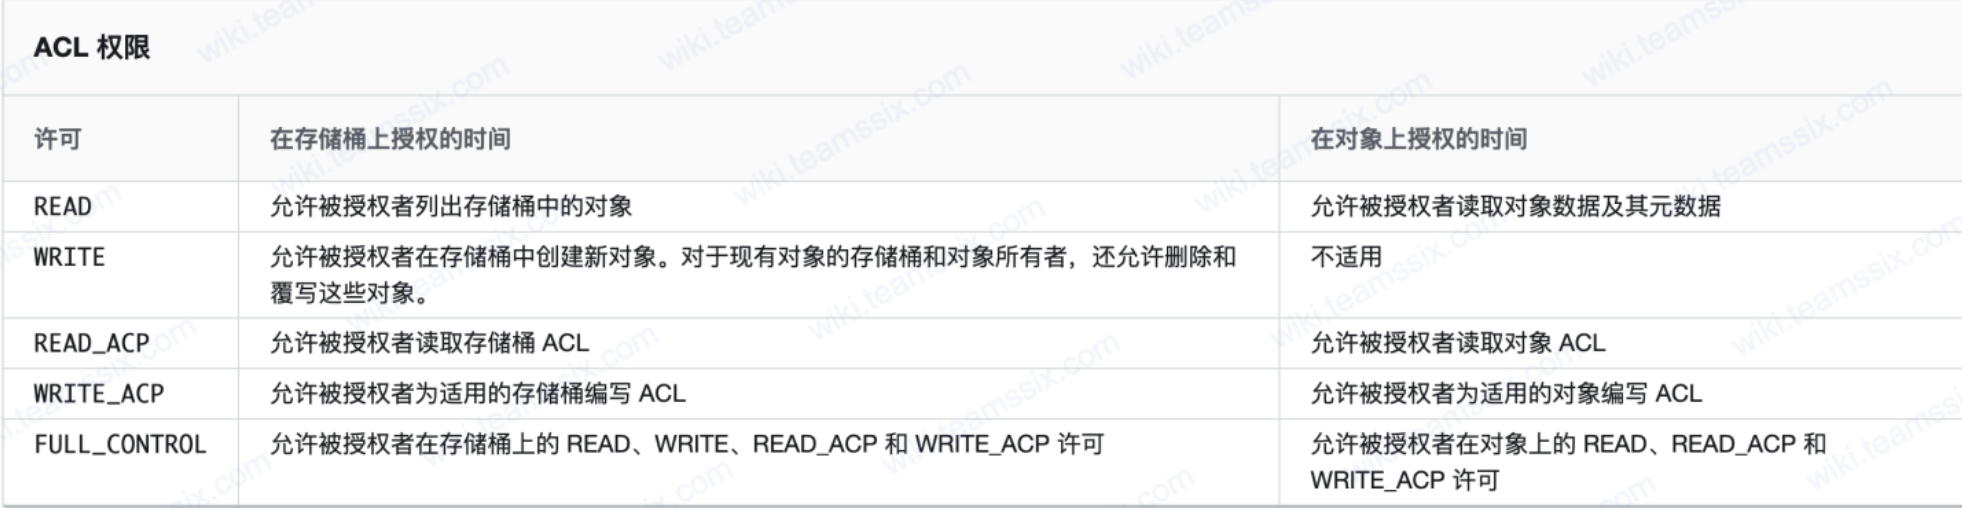 ACL 权限
许可 在存储桶上授权的时间 在对象上授权的时间
READ 允许被授权者列出存储桶中的对象 允许被授权者读取对象数据及其元数据
WRITE 允许被授权者在存储桶中创建新对象。对于现有对象的存储桶和对象所有者，还允许删除和 不适用
覆写这些对象。
READ_ACP 允许被授权者读取存储桶 ACL 允许被授权者读取对象 ACL
WRITE_ACP 允许被授权者为适用的存储桶编写 ACL 允许被授权者为适用的对象编写 ACL
FULL_CONTROL 允许被授权者在存储桶上的 READ、WRITE、READ_ACP 和 WRITE_ACP 许可 允许被授权者在对象上的 READ、READ_ACP 和
WRITE_ACP 许可
wiki.teamssix.com